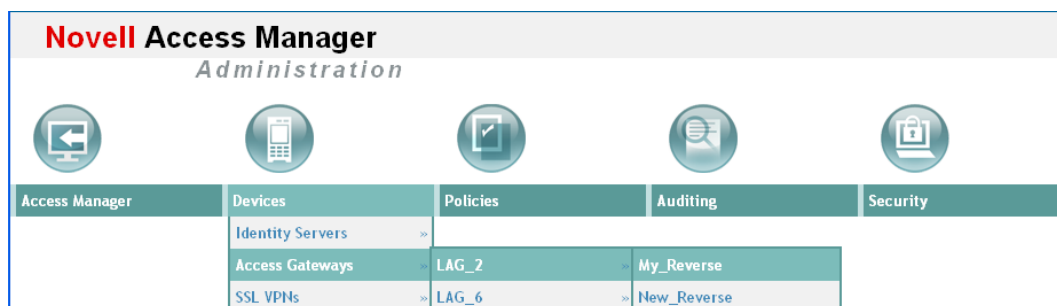 Novell Access Manager
Administration
Access Manager Devices Policies Auditing Security
Identity Servers »
Access Gateways » LAG_2 » My_Reverse
SSL VPNs » LAG_6 » New_Reverse